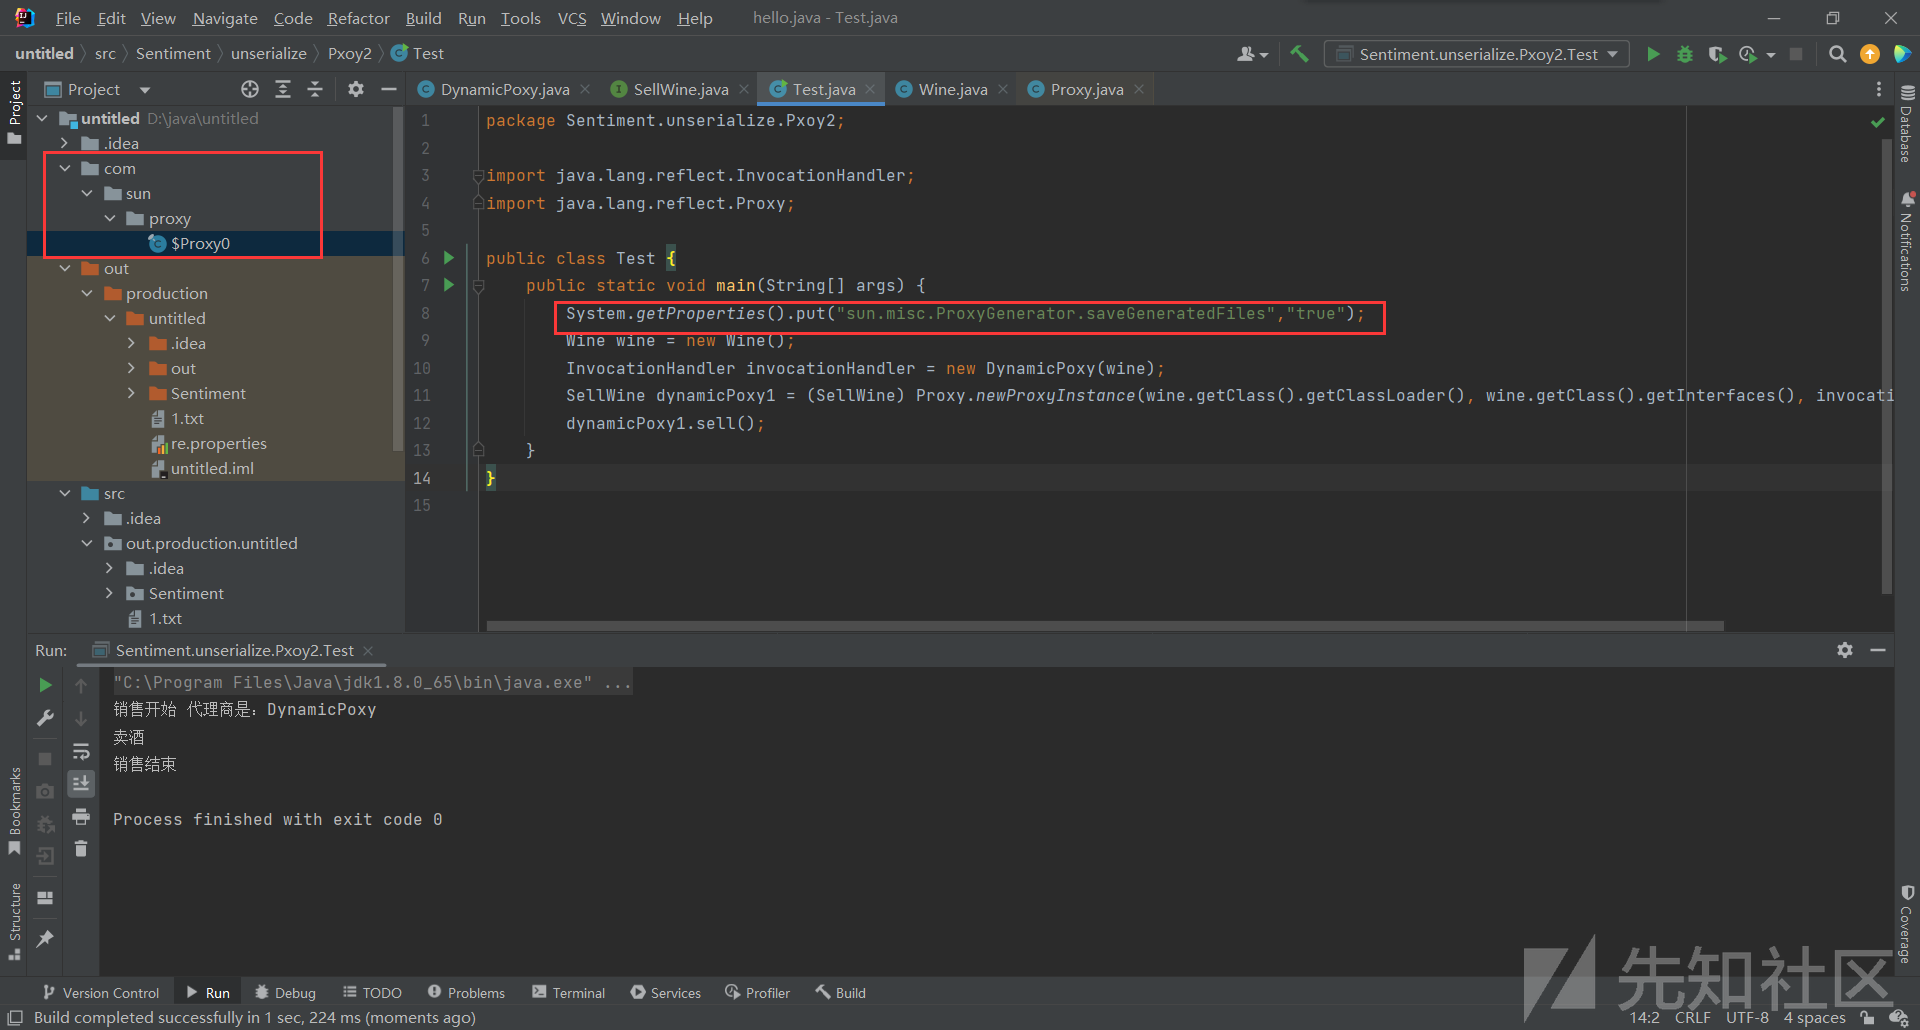 File Edit View Navigate Code Refactor Build Run Tools VCS Window Help hello.java - Test.java
untitled src Sentiment unserialize Pxoy2 Test Sentiment.unserialize.Pxoy2.Test
Project
Project
untitled D:\java\untitled
.idea
com
sun
proxy
$Proxy0
out
production
untitled
.idea
out
Sentiment
1.txt
re.properties
untitled.iml
src
.idea
out.production.untitled
.idea
Sentiment
1.txt
DynamicPoxy.java SellWine.java Test.java Wine.java Proxy.java
1 package Sentiment.unserialize.Pxoy2;
2
3 import java.lang.reflect.InvocationHandler;
4 import java.lang.reflect.Proxy;
5
6 public class Test {
7 public static void main(String[] args) {
8 System.getProperties().put("sun.misc.ProxyGenerator.saveGeneratedFiles","true");
9 Wine wine = new Wine();
10 InvocationHandler invocationHandler = new DynamicPoxy(wine);
11 SellWine dynamicPoxy1 = (SellWine) Proxy.newProxyInstance(wine.getClass().getClassLoader(), wine.getClass().getInterfaces(), invocati
12 dynamicPoxy1.sell();
13 }
14 }
15
Database
Notifications
Run: Sentiment.unserialize.Pxoy2.Test
"C:\Program Files\Java\jdk1.8.0_65\bin\java.exe" ...
销售开始 代理商是：DynamicPoxy
卖酒
销售结束
Process finished with exit code 0
Bookmarks
Structure
Coverage
先知社区
Version Control Run Debug TODO Problems Terminal Services Profiler Build
Build completed successfully in 1 sec, 224 ms (moments ago) 14:2 CRLF UTF-8 4 spaces